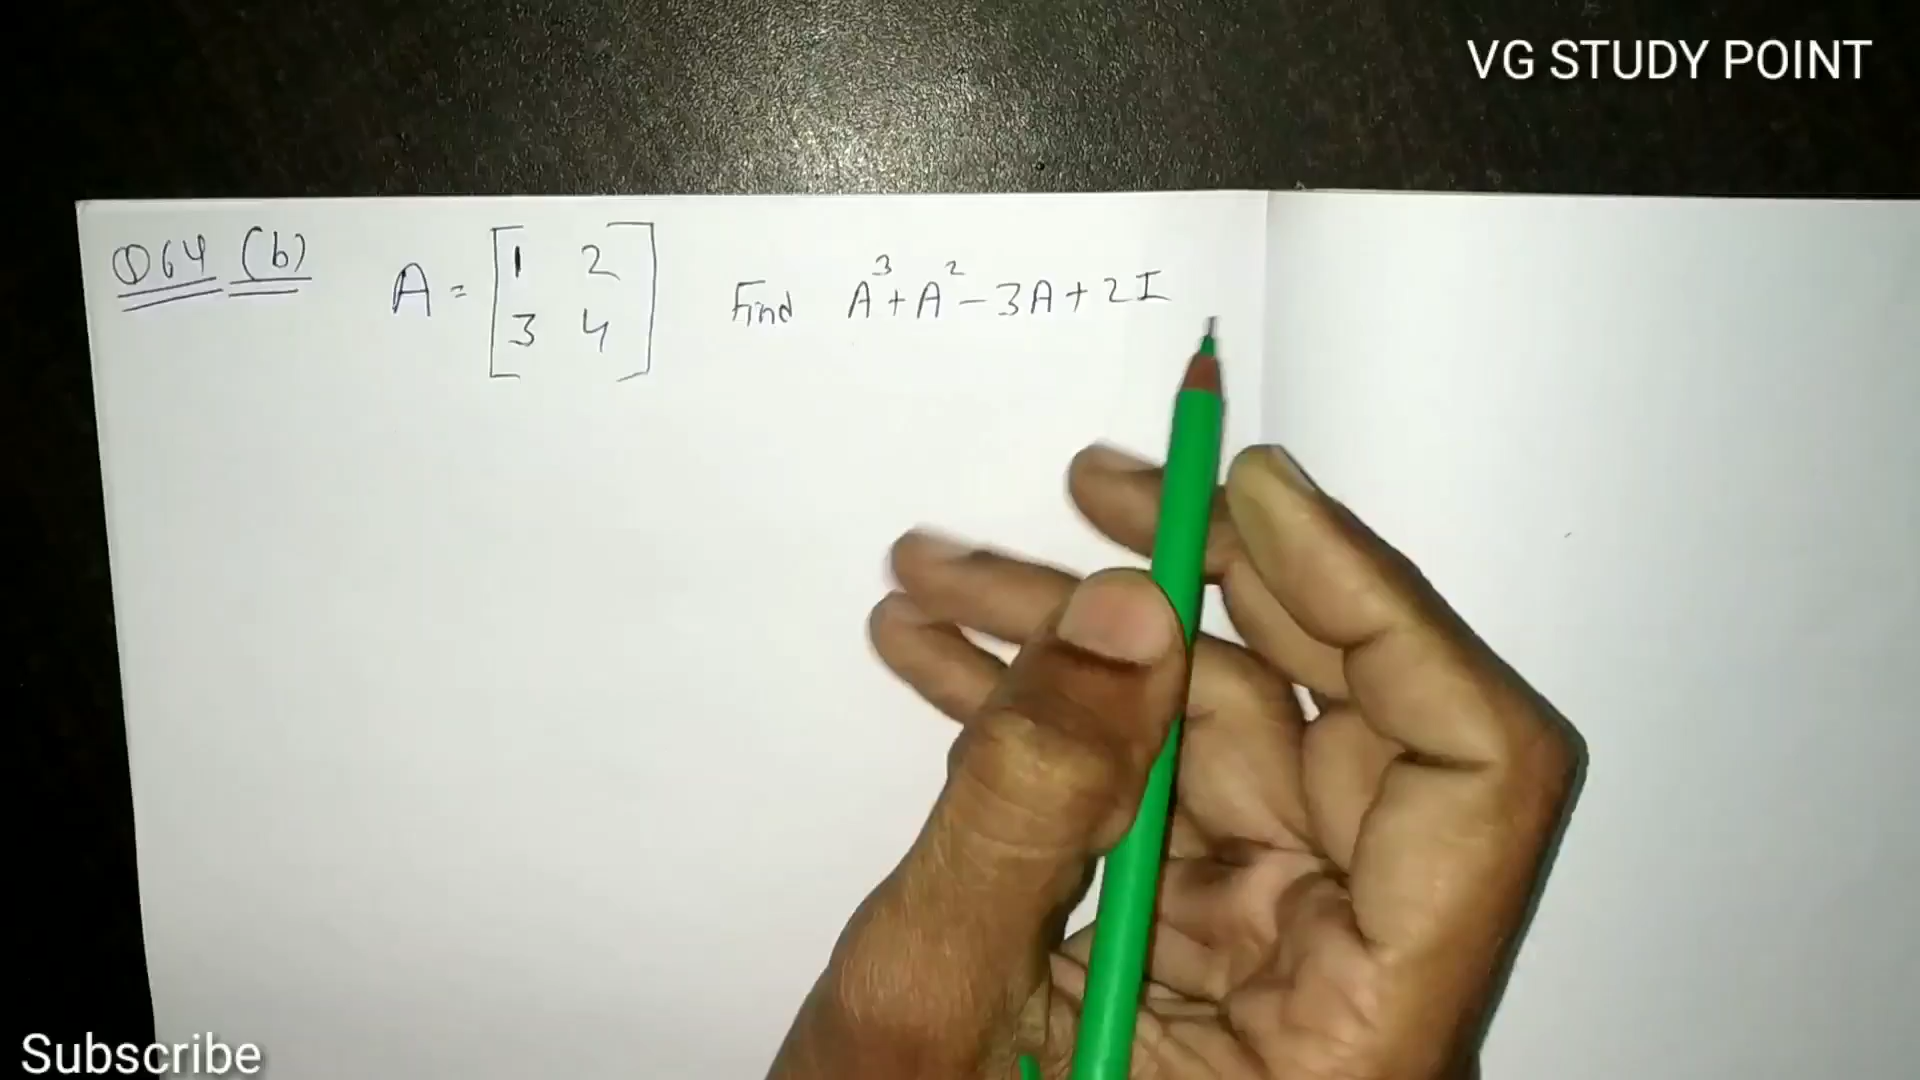 VG STUDY POINT
Q64 (b) A = [1 2 3 4] Find A³+A²-3A+2I
Subscribe